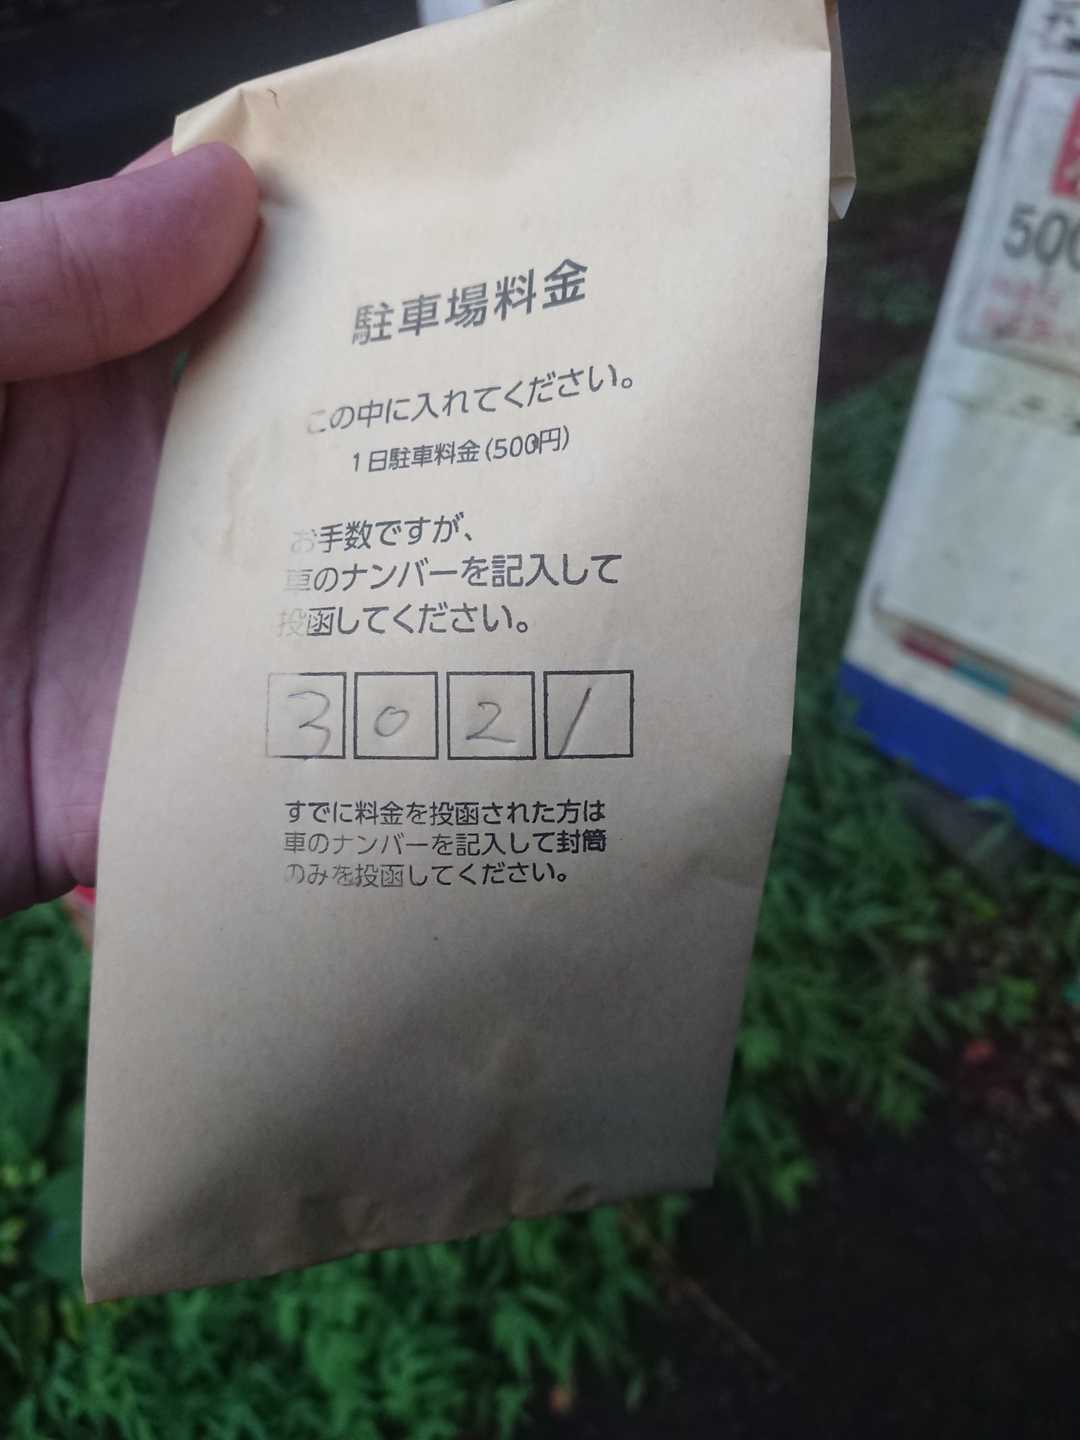 駐車場料金
この中に入れてください。
1日駐車料金(500円)
お手数ですが、
車のナンバーを記入して
投函してください。
3021
すでに料金を投函された方は
車のナンバーを記入して封筒
のみを投函してください。
500